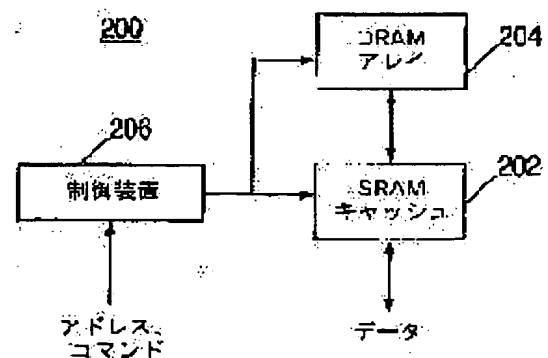 200
DRAM
アレイ
204
206
制御装置
SRAM
キャッシュ
202
アドレス、
コマンド
データ